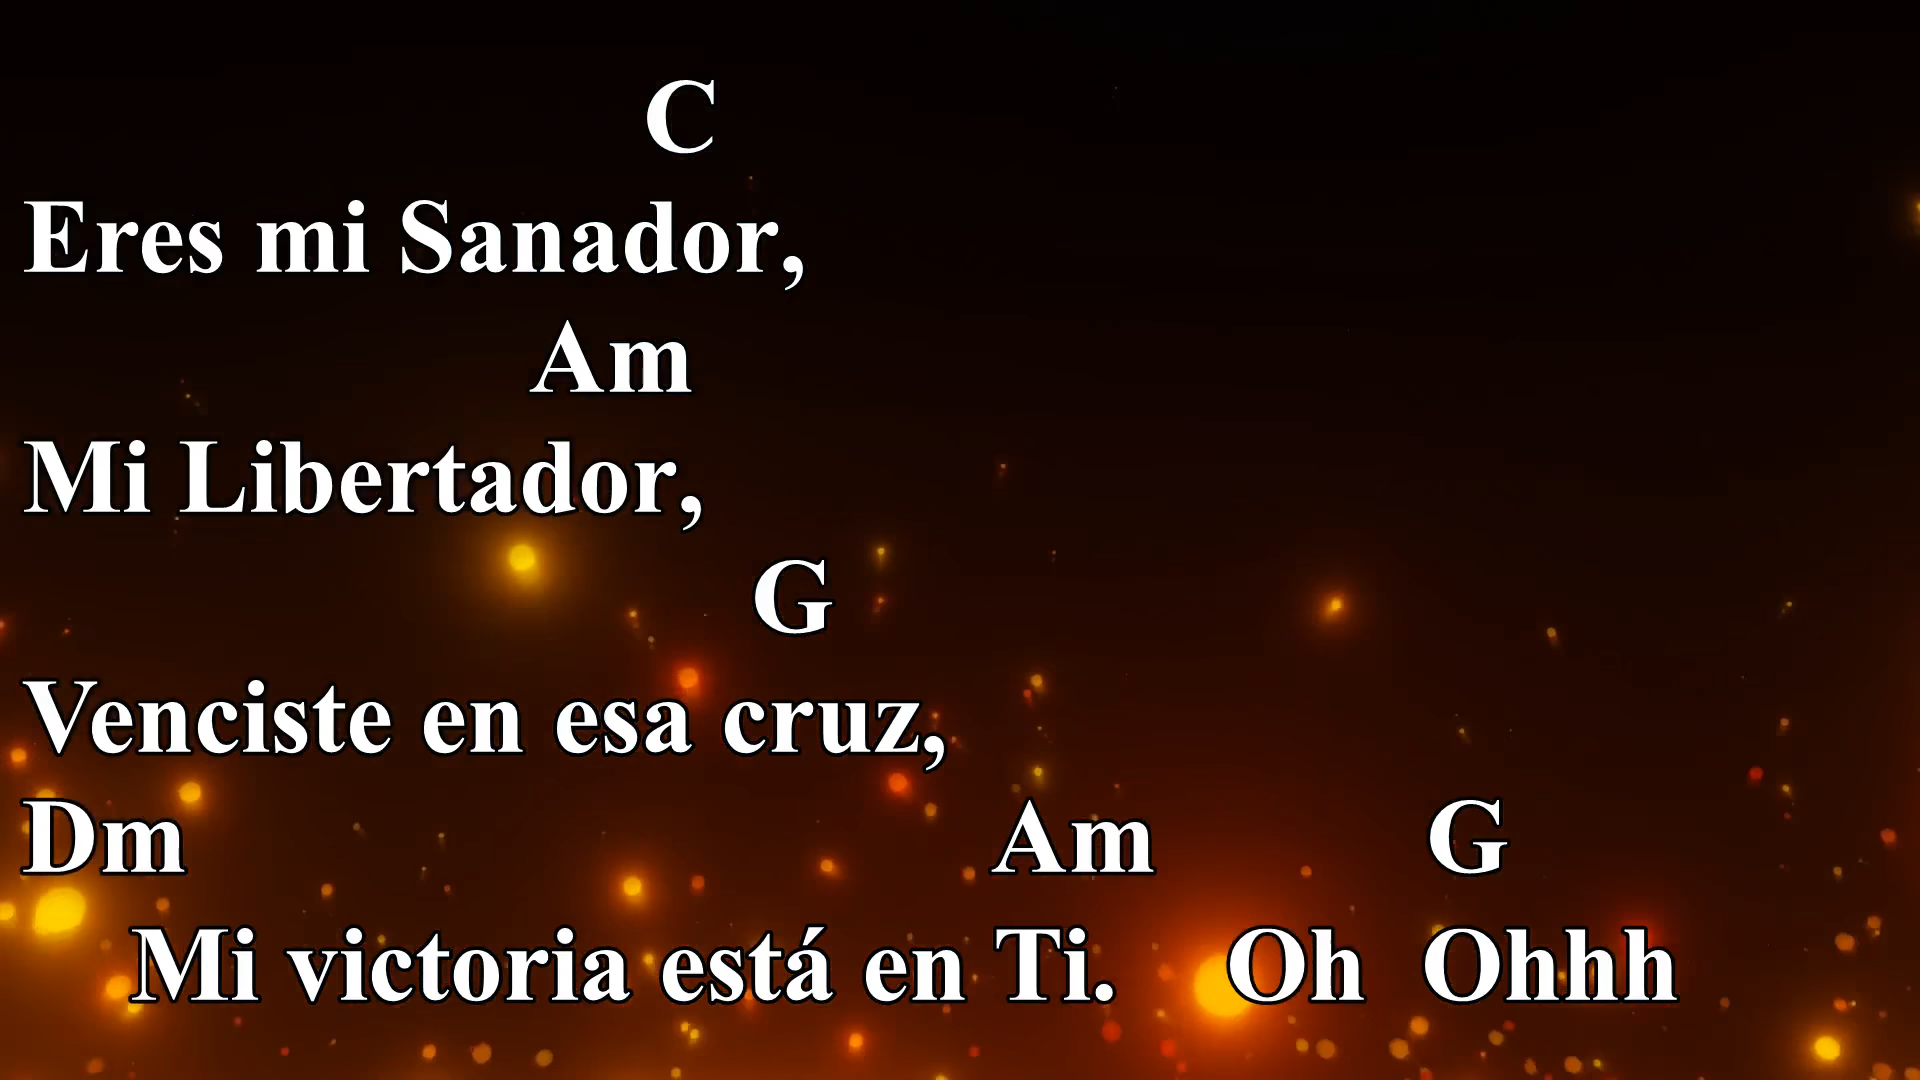 C
Eres mi Sanador,
Am
Mi Libertador,
G
Venciste en esa cruz,
Dm Am G
Mi victoria está en Ti. Oh Ohhh